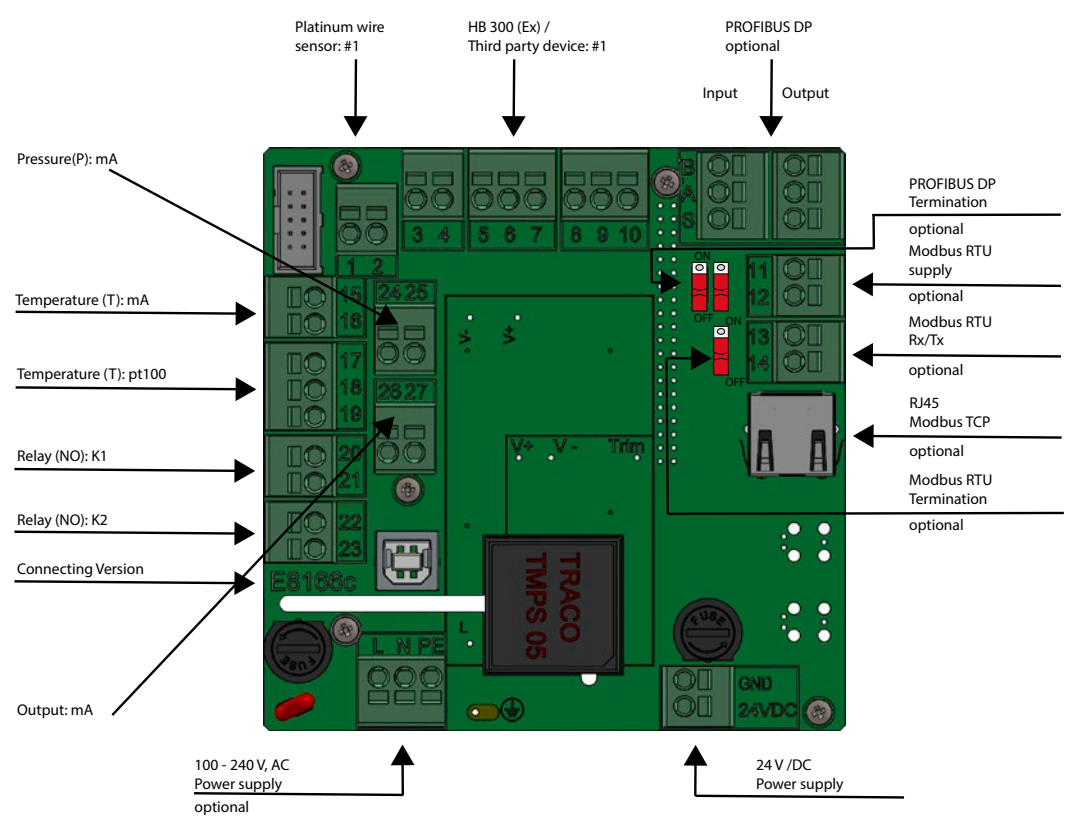 Platinum wire
sensor: #1
HB 300 (Ex) /
Third party device: #1
PROFIBUS DP
optional
Input
Output
Pressure(P): mA
PROFIBUS DP
Termination
optional
Modbus RTU
supply
optional
Modbus RTU
Rx/Tx
optional
RJ45
Modbus TCP
optional
Modbus RTU
Termination
optional
Temperature (T): mA
Temperature (T): pt100
Relay (NO): K1
Relay (NO): K2
Connecting Version
Output: mA
100 - 240 V, AC
Power supply
optional
24 V /DC
Power supply
B
A
S
3 4
5 6 7
8 9 10
1 2
15
16
24 25
17
18
19
26 27
20
21
22
23
ON
OFF
ON
OFF
11
12
13
14
V-
V+
V+ V - Trim
E8166c
TRACO
TMPS 05
L
L N PE
FUSE
FUSE
GND
24VDC